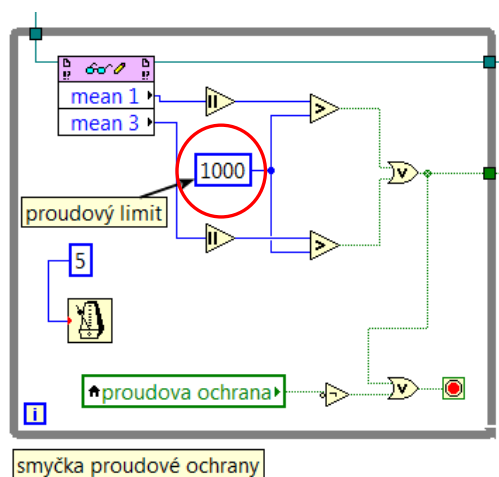 mean 1
mean 3
1000
proudový limit
5
proudova ochrana
i
smyčka proudové ochrany